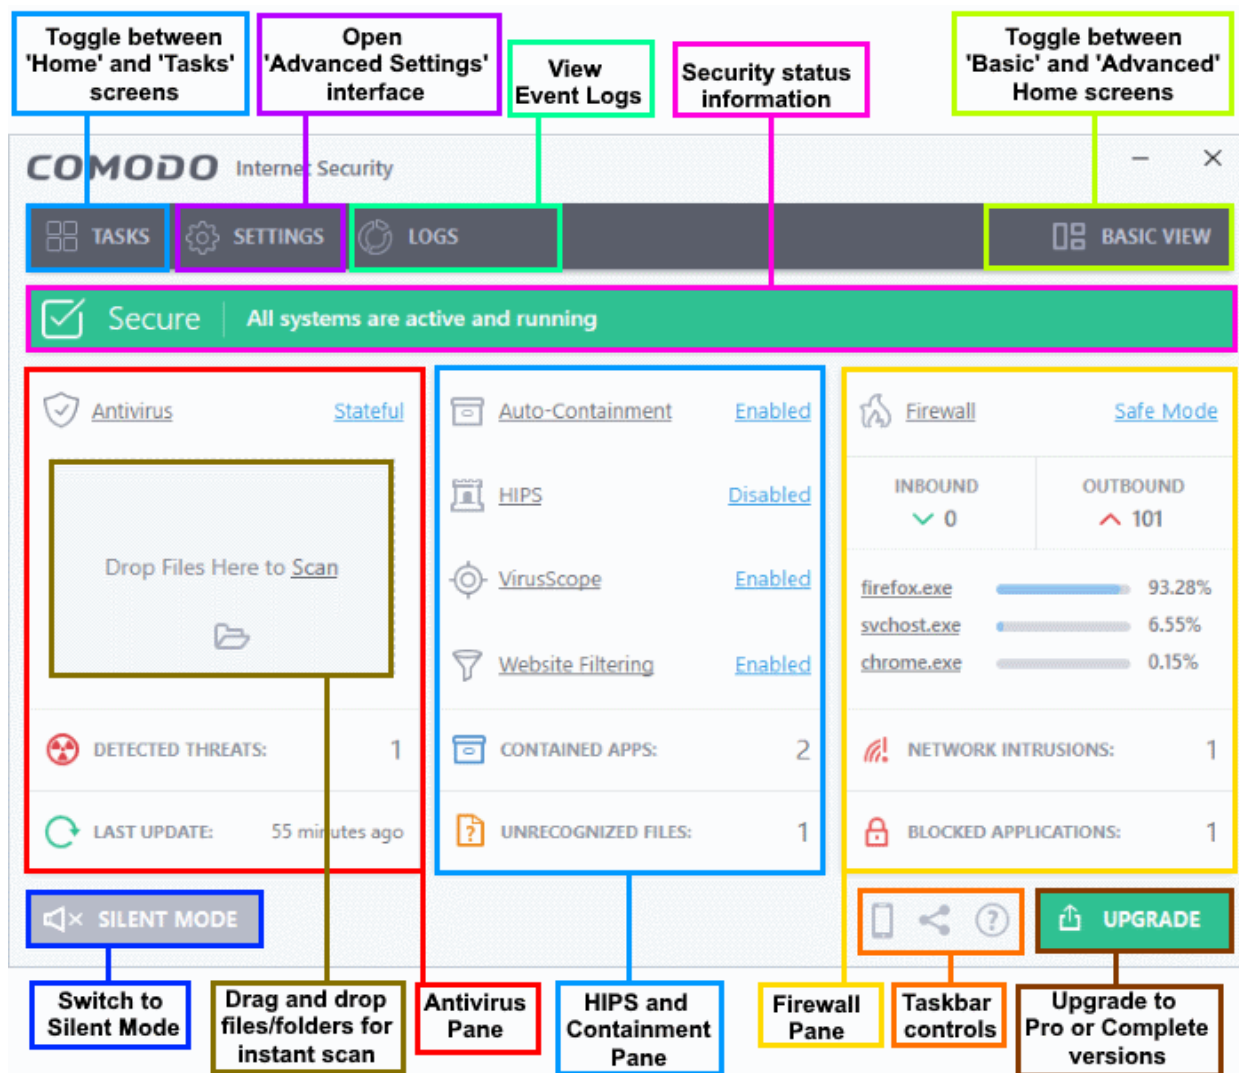 Toggle between
'Home' and 'Tasks'
screens
Open
'Advanced Settings'
interface
View
Event Logs
Security status
information
Toggle between
'Basic' and 'Advanced'
Home screens
COMODO Internet Security
TASKS SETTINGS LOGS BASIC VIEW
Secure All systems are active and running
Antivirus Stateful
Drop Files Here to Scan
DETECTED THREATS: 1
LAST UPDATE: 55 minutes ago
Auto-Containment Enabled
HIPS Disabled
VirusScope Enabled
Website Filtering Enabled
CONTAINED APPS: 2
UNRECOGNIZED FILES: 1
Firewall Safe Mode
INBOUND OUTBOUND
0 101
firefox.exe 93.28%
svchost.exe 6.55%
chrome.exe 0.15%
NETWORK INTRUSIONS: 1
BLOCKED APPLICATIONS: 1
SILENT MODE UPGRADE
Switch to
Silent Mode
Drag and drop
files/folders for
instant scan
Antivirus
Pane
HIPS and
Containment
Pane
Firewall
Pane
Taskbar
controls
Upgrade to
Pro or Complete
versions